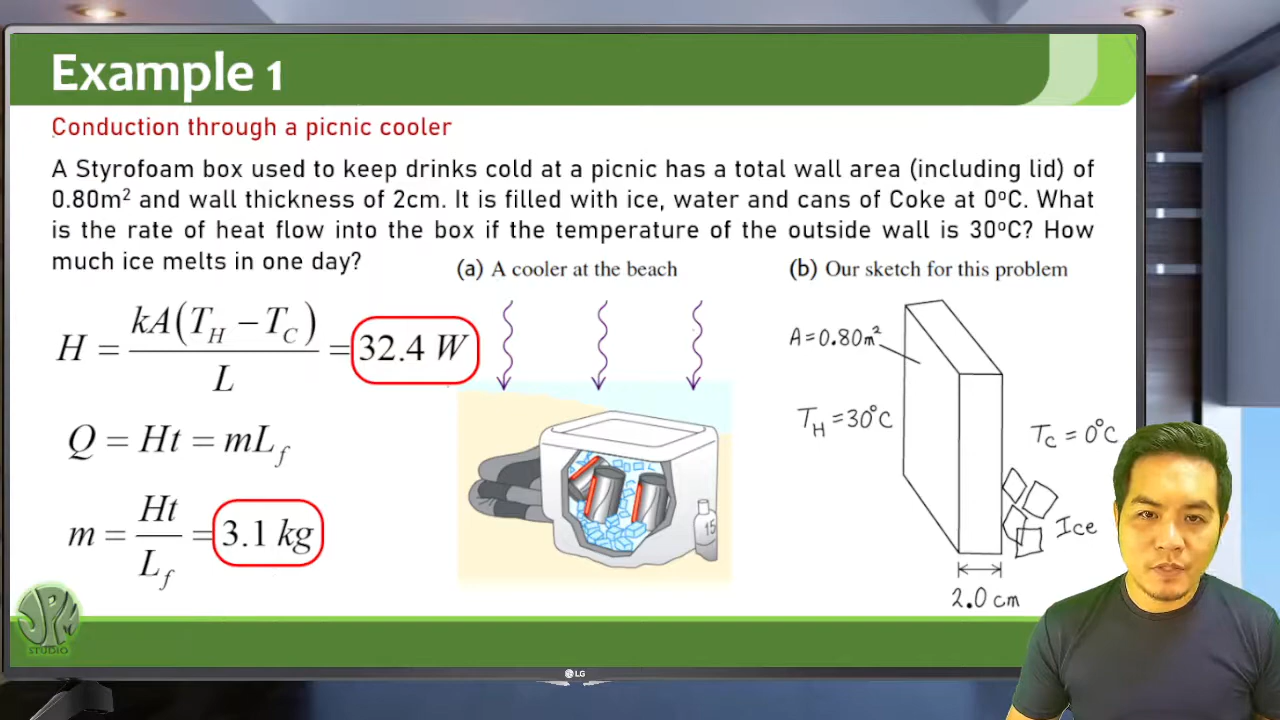 Example 1
Conduction through a picnic cooler
A Styrofoam box used to keep drinks cold at a picnic has a total wall area (including lid) of
0.80m² and wall thickness of 2cm. It is filled with ice, water and cans of Coke at 0°C. What
is the rate of heat flow into the box if the temperature of the outside wall is 30°C? How
much ice melts in one day?
(a) A cooler at the beach
(b) Our sketch for this problem
H = kA(T_H − T_C) / L = 32.4 W
Q = Ht = mL_f
m = Ht / L_f = 3.1 kg
A = 0.80m²
T_H = 30°C
T_C = 0°C
Ice
2.0 cm
15
JPM
STUDIO
LG